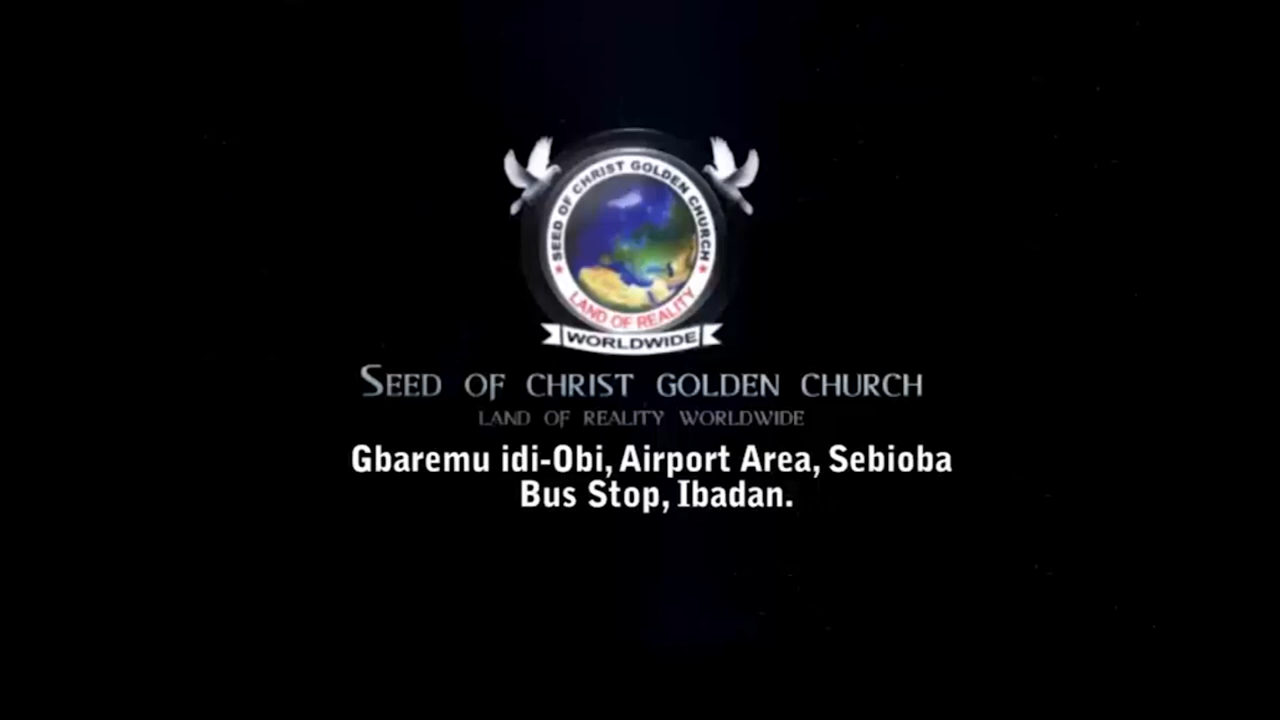 SEED OF CHRIST GOLDEN CHURCH
LAND OF REALITY
WORLDWIDE
SEED OF CHRIST GOLDEN CHURCH
LAND OF REALITY WORLDWIDE
Gbaremu idi-Obi, Airport Area, Sebioba
Bus Stop, Ibadan.